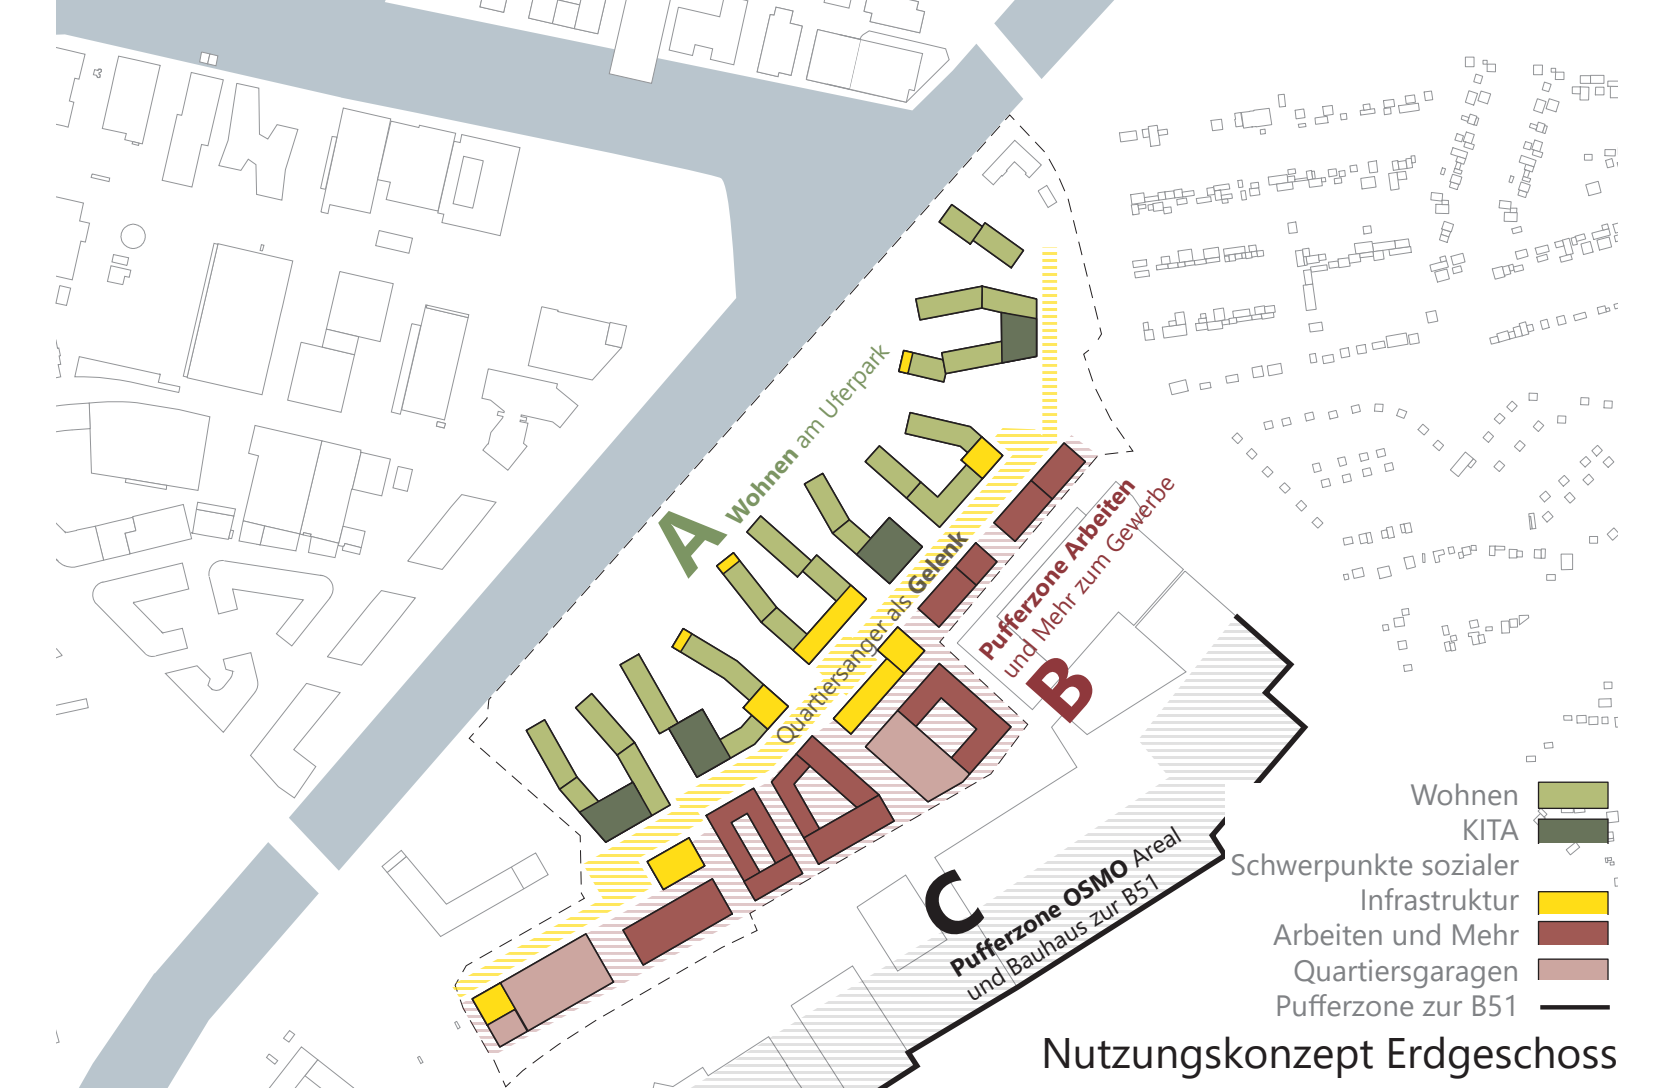 A
Wohnen am Uferpark
Quartiersanger als Gelenk
Pufferzone Arbeiten
und Mehr zum Gewerbe
B
C
Pufferzone OSMO Areal
und Bauhaus zur B51
Wohnen
KITA
Schwerpunkte sozialer
Infrastruktur
Arbeiten und Mehr
Quartiersgaragen
Pufferzone zur B51
Nutzungskonzept Erdgeschoss